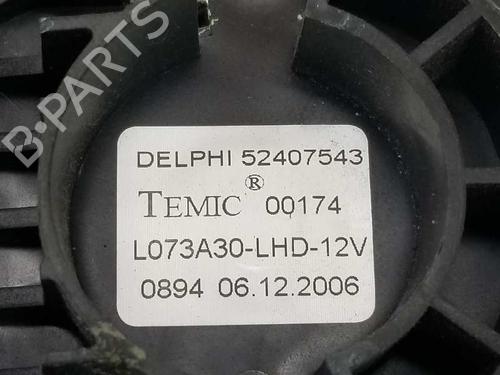 B-PARTS
DELPHI 52407543
TEMIC® 00174
L073A30-LHD-12V
0894 06.12.2006